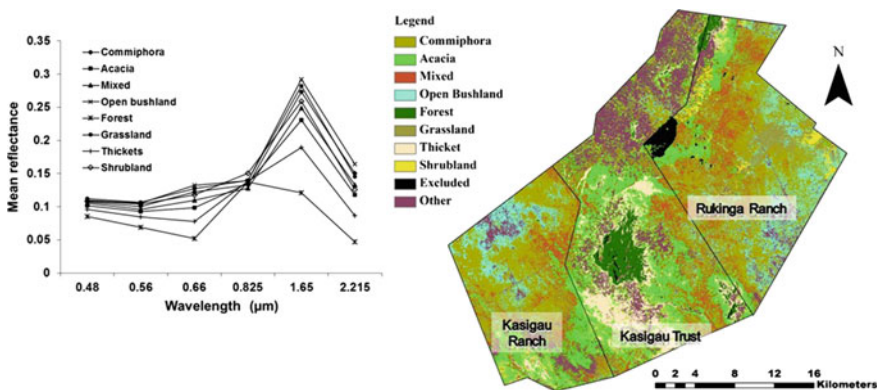 0.35
0.3
0.25
0.2
0.15
0.1
0.05
0
Mean reflectance
Commiphora
Acacia
Mixed
Open bushland
Forest
Grassland
Thickets
Shrubland
0.48 0.56 0.66 0.825 1.65 2.215
Wavelength (µm)
Legend
Commiphora
Acacia
Mixed
Open Bushland
Forest
Grassland
Thicket
Shrubland
Excluded
Other
N
Rukinga Ranch
Kasigau
Ranch
Kasigau Trust
0 2 4 8 12 16
Kilometers